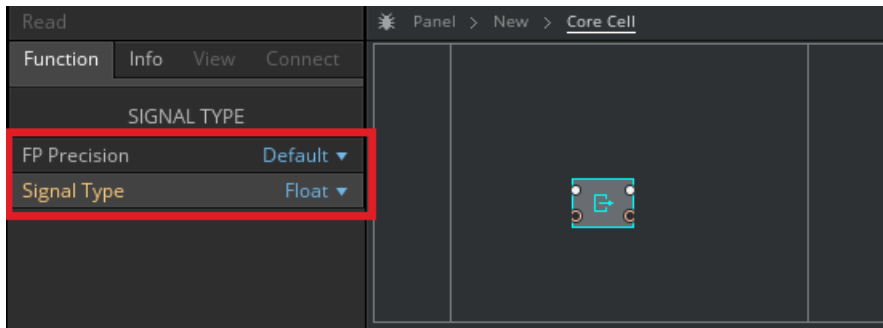 Read
Panel > New > Core Cell
Function Info View Connect
SIGNAL TYPE
FP Precision Default
Signal Type Float